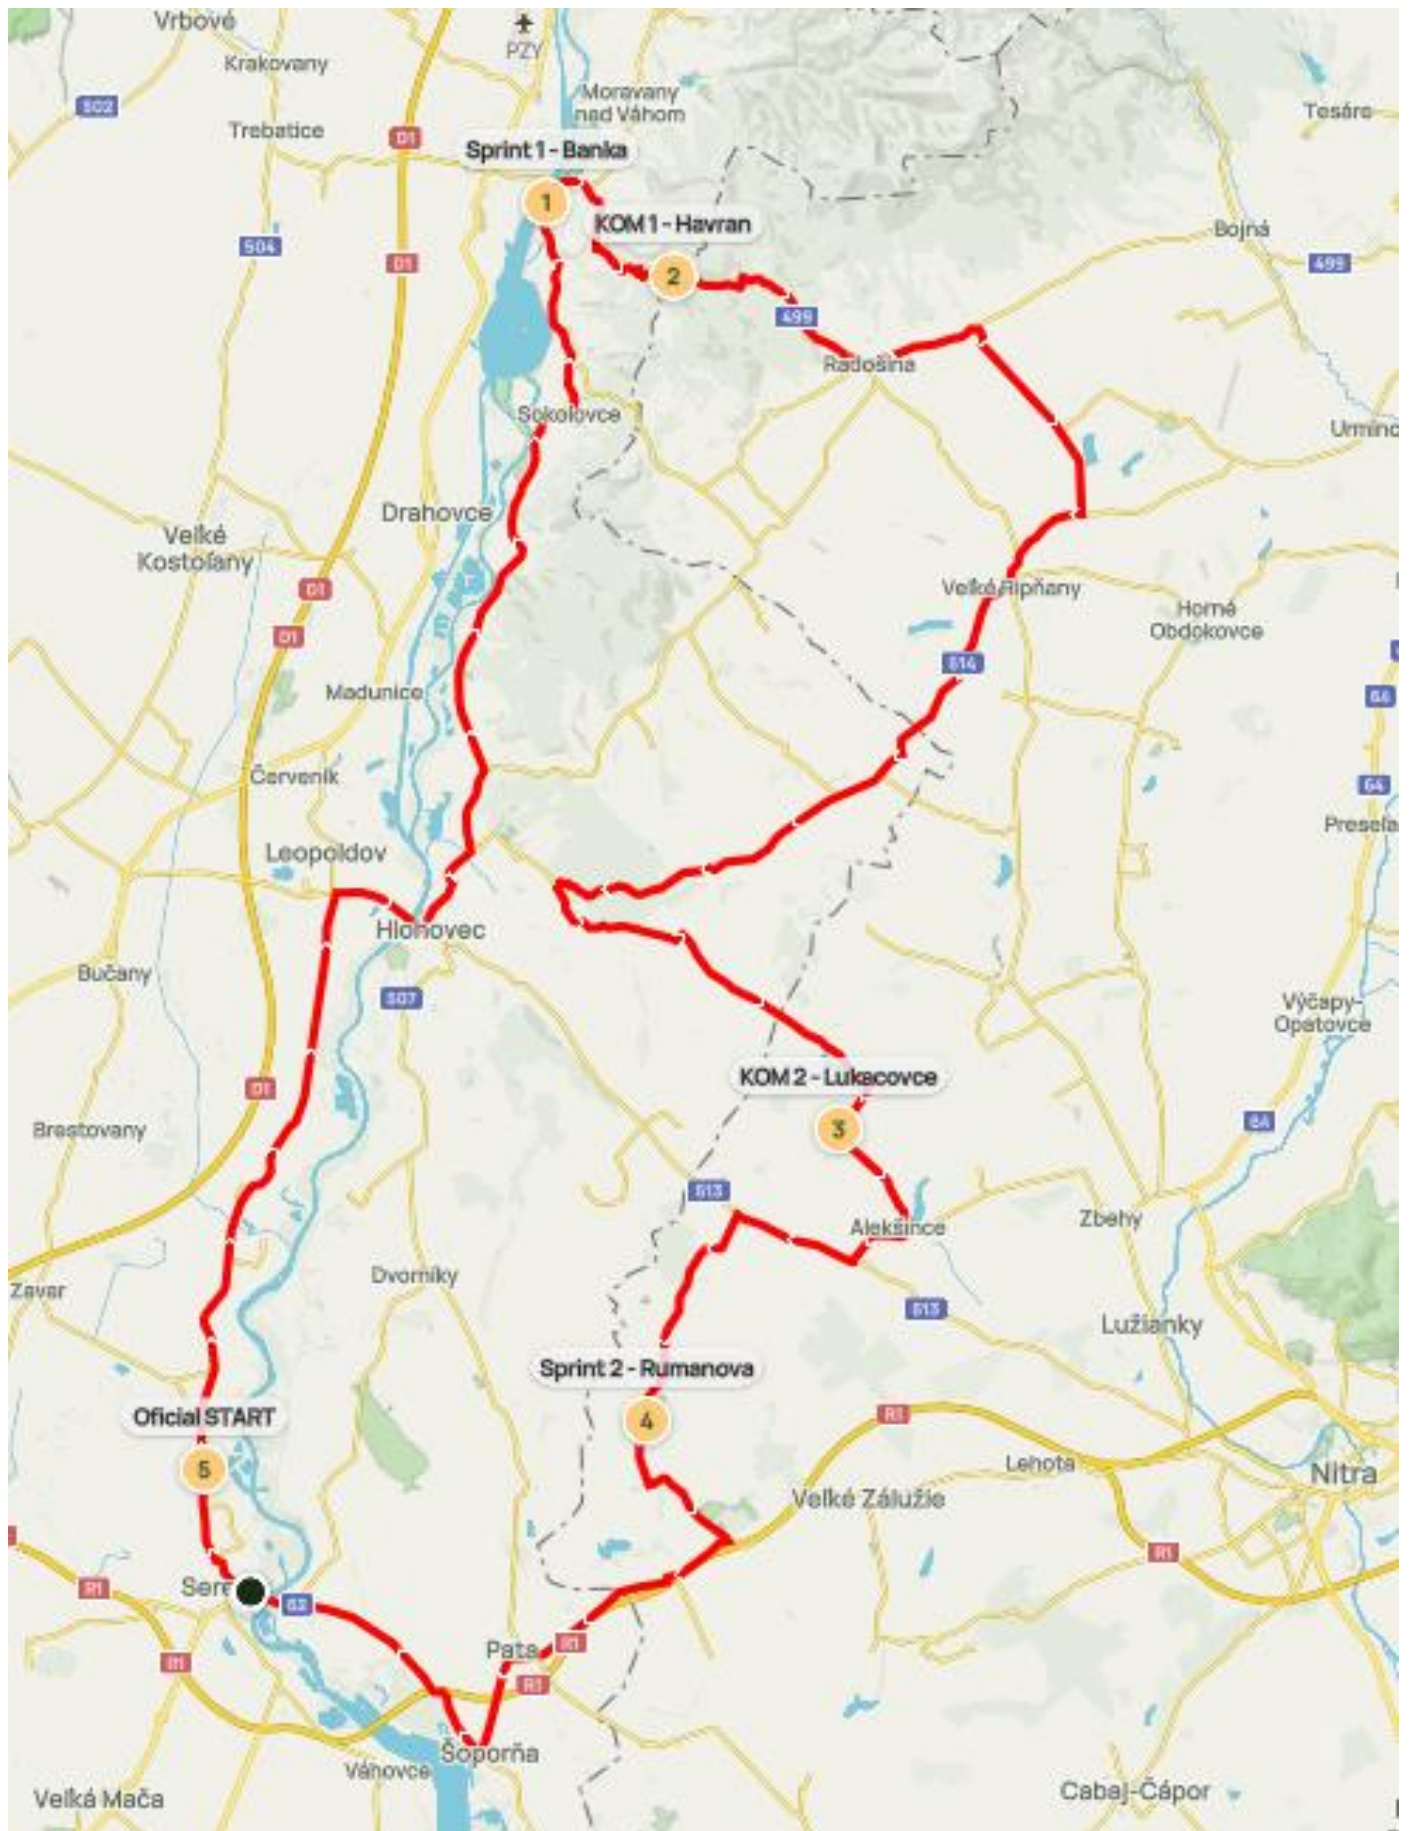 Vrbové
PZY
Krakovany
Moravany
nad Váhom
502
Tesáre
Trebatice
D1
Sprint 1 - Banka
1
KOM 1 - Havran
Bojná
504
D1
499
2
499
Radošina
Sokolovce
Drahovce
Veľké
Kostoľany
D1
Veľké Ripňany
Horné
Obdokovce
D1
514
Madunice
64
Červeník
64
Leopoldov
Hlohovec
Bučany
507
Výčapy-
Opatovce
KOM 2 - Lukacovce
D1
Brestovany
3
64
513
Alekšince
Zbehy
Dvorníky
Zavar
513
Lužianky
Sprint 2 - Rumanova
Oficial START
4
R1
5
Lehota
Nitra
Veľké Zálužie
R1
R1
62
Pata
R1
R1
Šoporňa
Váhovce
Veľká Mača
Cabaj-Čápor